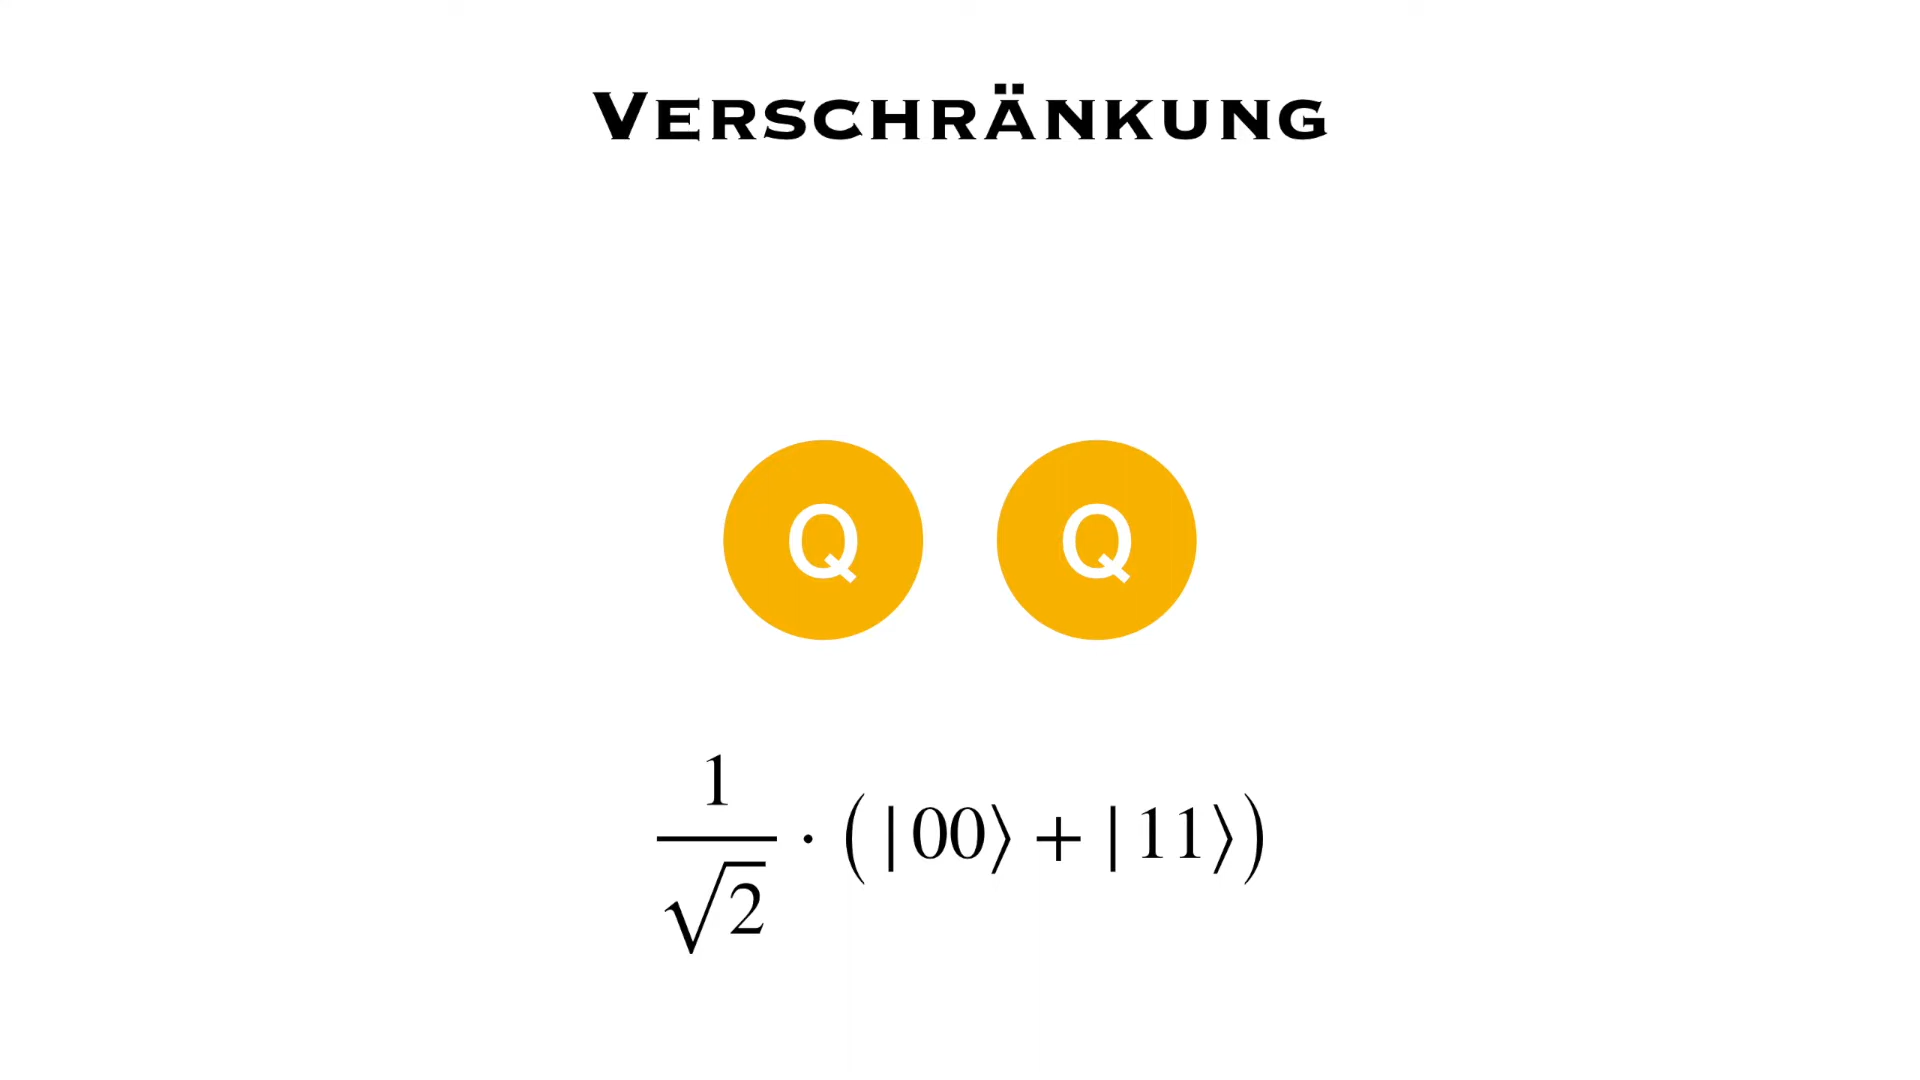 VERSCHRÄNKUNG
Q Q
1/√2 · (|00⟩ + |11⟩)